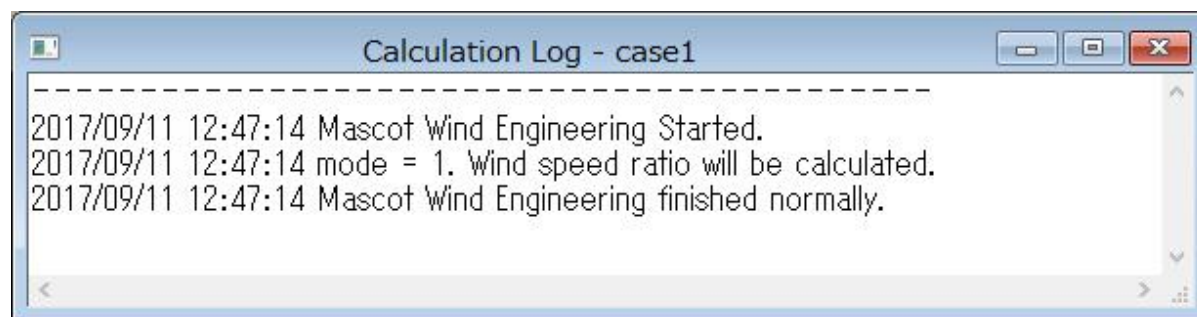 Calculation Log - case1
--------------------------------------------------
2017/09/11 12:47:14 Mascot Wind Engineering Started.
2017/09/11 12:47:14 mode = 1. Wind speed ratio will be calculated.
2017/09/11 12:47:14 Mascot Wind Engineering finished normally.